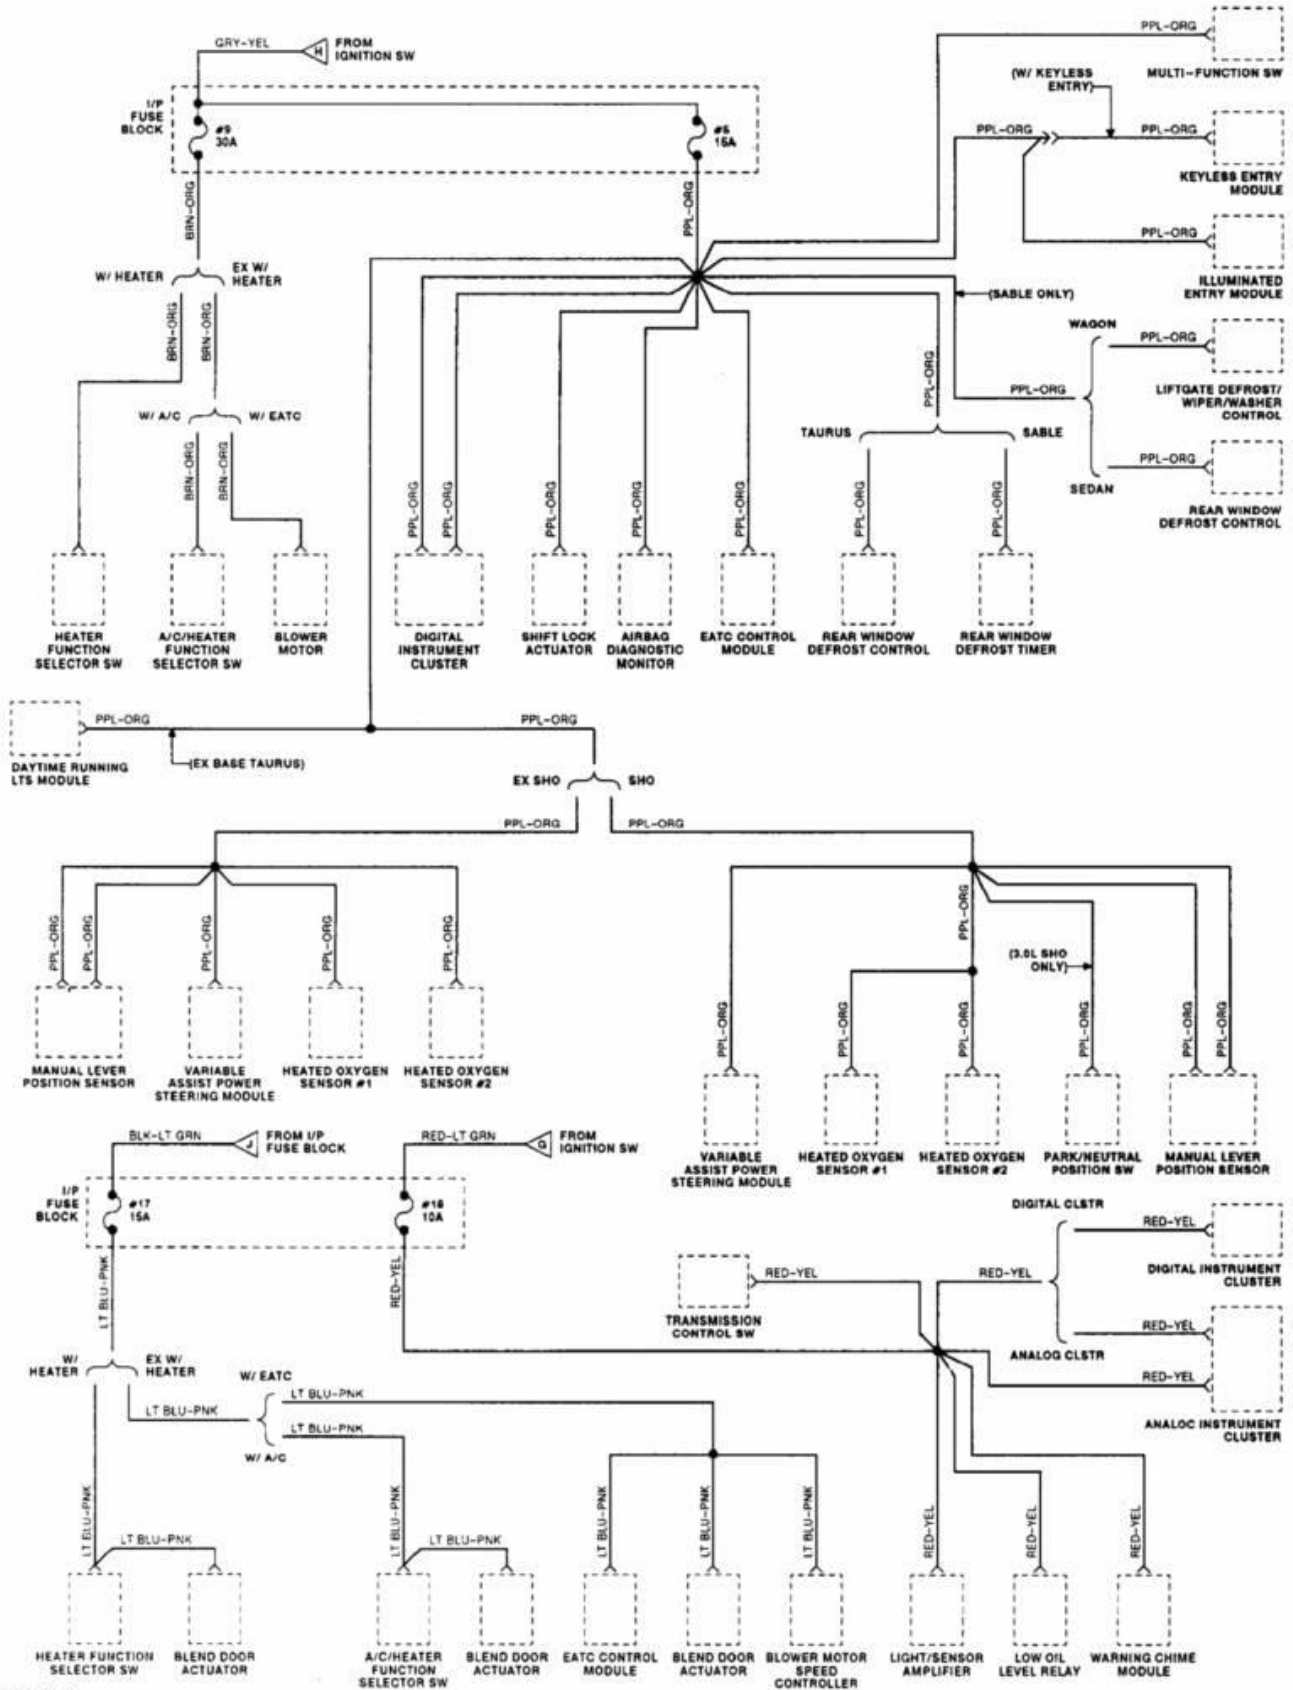 GRY-YEL
H
FROM
IGNITION SW
I/P
FUSE
BLOCK
#9
30A
#6
15A
BRN-ORG
PPL-ORG
PPL-ORG
MULTI-FUNCTION SW
(W/ KEYLESS
ENTRY)
PPL-ORG
PPL-ORG
KEYLESS ENTRY
MODULE
PPL-ORG
ILLUMINATED
ENTRY MODULE
W/ HEATER
EX W/
HEATER
BRN-ORG
BRN-ORG
(SABLE ONLY)
WAGON
PPL-ORG
LIFTGATE DEFROST/
WIPER/WASHER
CONTROL
PPL-ORG
PPL-ORG
W/ A/C
W/ EATC
TAURUS
SABLE
PPL-ORG
SEDAN
REAR WINDOW
DEFROST CONTROL
BRN-ORG
BRN-ORG
PPL-ORG
PPL-ORG
PPL-ORG
PPL-ORG
PPL-ORG
PPL-ORG
PPL-ORG
HEATER
FUNCTION
SELECTOR SW
A/C/HEATER
FUNCTION
SELECTOR SW
BLOWER
MOTOR
DIGITAL
INSTRUMENT
CLUSTER
SHIFT LOCK
ACTUATOR
AIRBAG
DIAGNOSTIC
MONITOR
EATC CONTROL
MODULE
REAR WINDOW
DEFROST CONTROL
REAR WINDOW
DEFROST TIMER
PPL-ORG
PPL-ORG
DAYTIME RUNNING
LTS MODULE
(EX BASE TAURUS)
EX SHO
SHO
PPL-ORG
PPL-ORG
PPL-ORG
PPL-ORG
PPL-ORG
PPL-ORG
PPL-ORG
PPL-ORG
(3.0L SHO
ONLY)
PPL-ORG
PPL-ORG
PPL-ORG
PPL-ORG
PPL-ORG
PPL-ORG
MANUAL LEVER
POSITION SENSOR
VARIABLE
ASSIST POWER
STEERING MODULE
HEATED OXYGEN
SENSOR #1
HEATED OXYGEN
SENSOR #2
VARIABLE
ASSIST POWER
STEERING MODULE
HEATED OXYGEN
SENSOR #1
HEATED OXYGEN
SENSOR #2
PARK/NEUTRAL
POSITION SW
MANUAL LEVER
POSITION SENSOR
BLK-LT GRN
J
FROM I/P
FUSE BLOCK
RED-LT GRN
G
FROM
IGNITION SW
I/P
FUSE
BLOCK
#17
15A
#18
10A
LT BLU-PNK
RED-YEL
DIGITAL CLSTR
RED-YEL
DIGITAL INSTRUMENT
CLUSTER
RED-YEL
RED-YEL
TRANSMISSION
CONTROL SW
RED-YEL
ANALOG CLSTR
RED-YEL
ANALOC INSTRUMENT
CLUSTER
W/
HEATER
EX W/
HEATER
W/ EATC
LT BLU-PNK
LT BLU-PNK
LT BLU-PNK
W/ A/C
LT BLU-PNK
LT BLU-PNK
LT BLU-PNK
LT BLU-PNK
LT BLU-PNK
LT BLU-PNK
LT BLU-PNK
RED-YEL
RED-YEL
RED-YEL
HEATER FUNCTION
SELECTOR SW
BLEND DOOR
ACTUATOR
A/C/HEATER
FUNCTION
SELECTOR SW
BLEND DOOR
ACTUATOR
EATC CONTROL
MODULE
BLEND DOOR
ACTUATOR
BLOWER MOTOR
SPEED
CONTROLLER
LIGHT/SENSOR
AMPLIFIER
LOW OIL
LEVEL RELAY
WARNING CHIME
MODULE